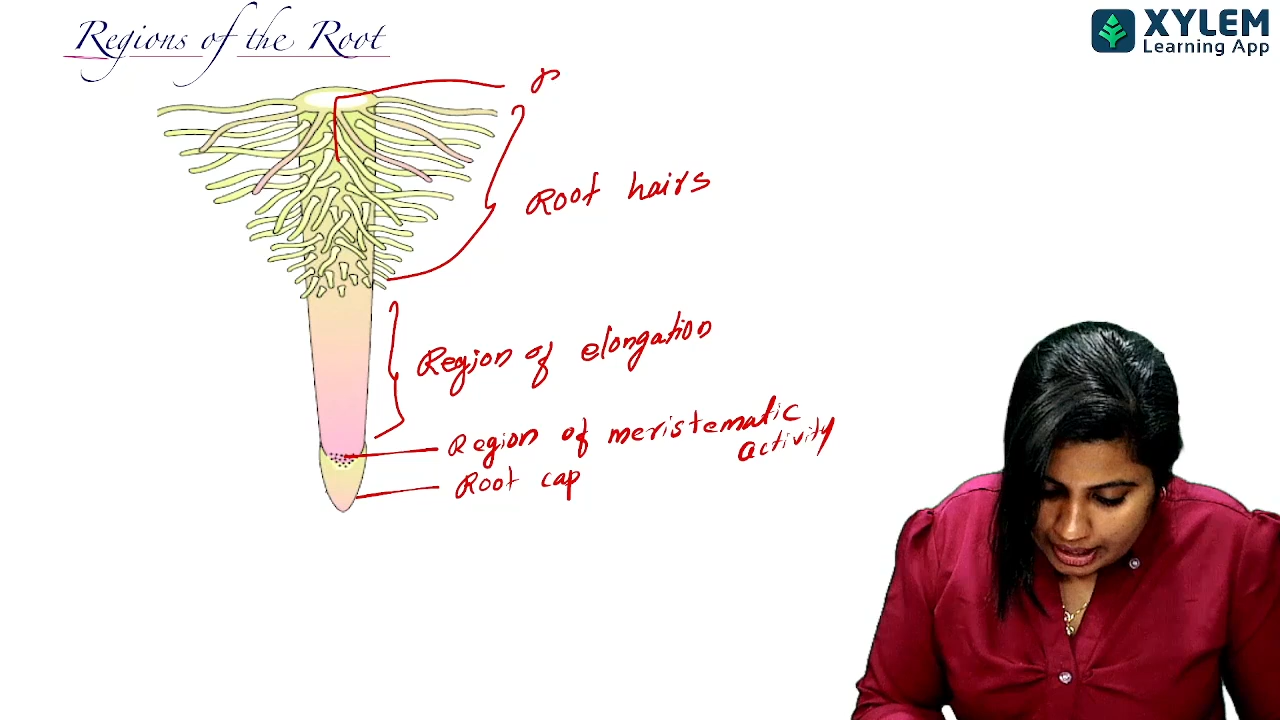 Regions of the Root
XYLEM
Learning App
Root hairs
Region of elongation
Region of meristematic
activity
Root cap